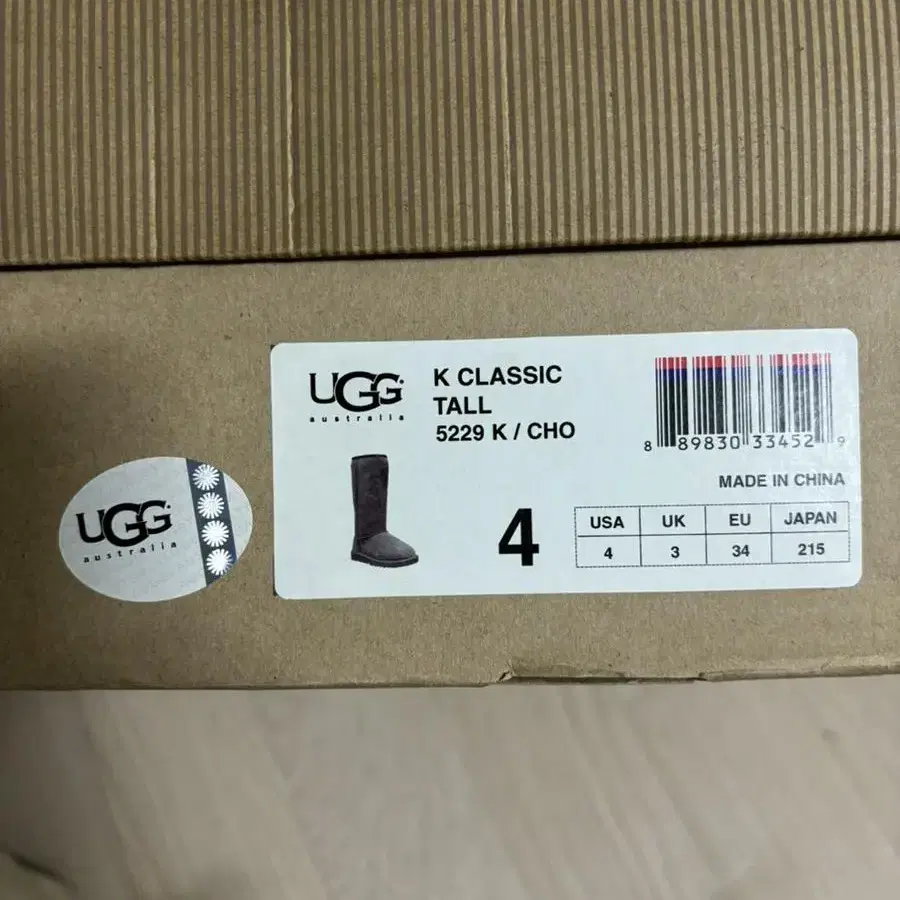 UGG
australia
K CLASSIC
TALL
5229 K / CHO
8 89830 33452 9
MADE IN CHINA
4
USA UK EU JAPAN
4 3 34 215
UGG
australia